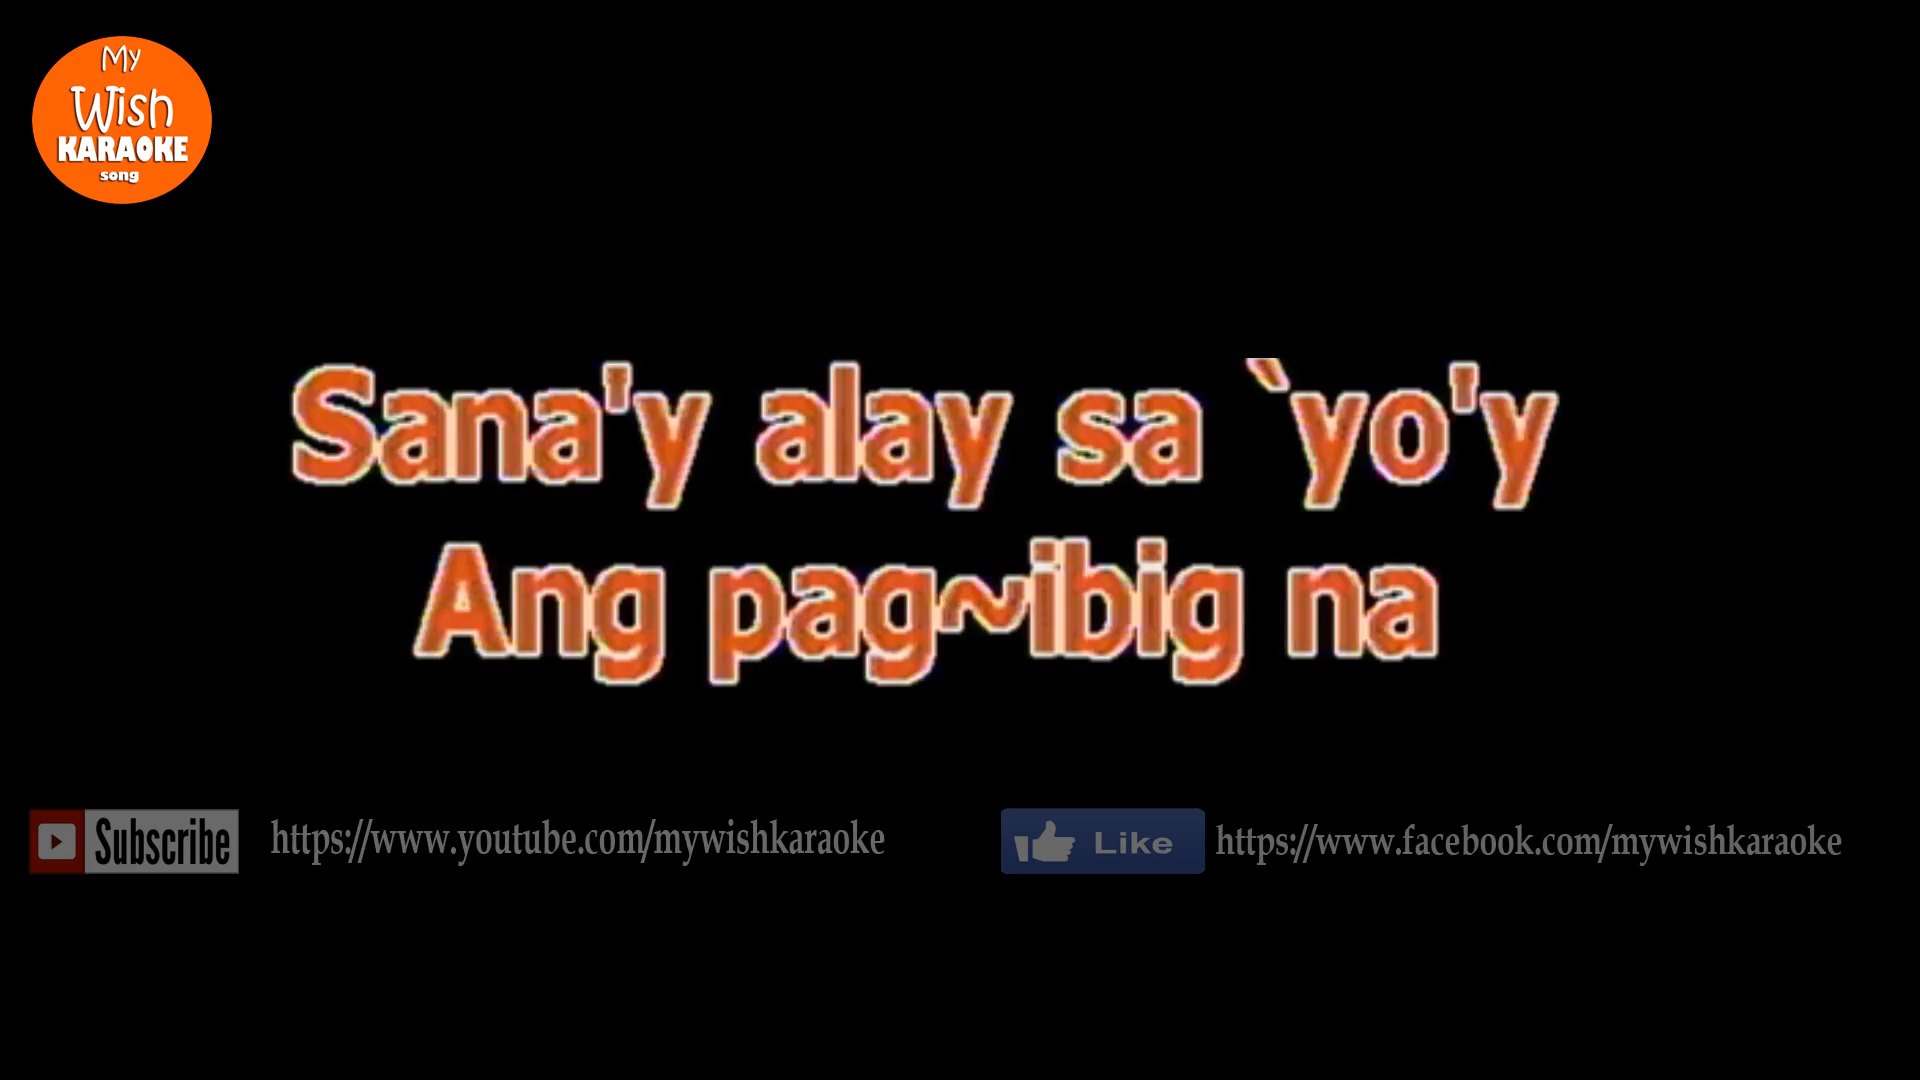 My
Wish
KARAOKE
song
Sana'y alay sa `yo'y
Ang pag~ibig na
Subscribe https://www.youtube.com/mywishkaraoke Like https://www.facebook.com/mywishkaraoke